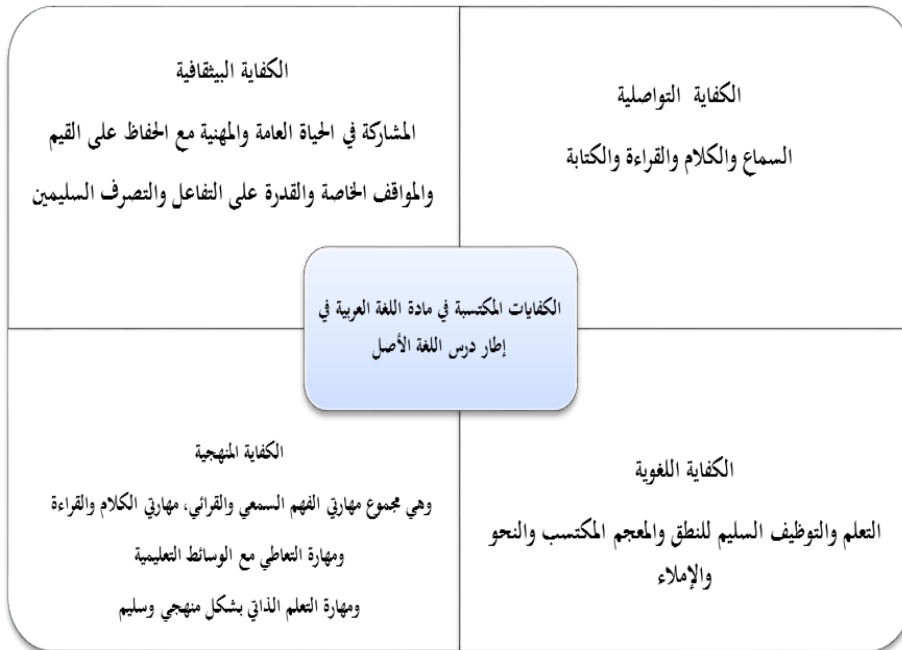 الكفاية التواصلية
السماع والكلام والقراءة والكتابة
الكفاية البيثقافية
المشاركة في الحياة العامة والمهنية مع الحفاظ على القيم
والمواقف الخاصة والقدرة على التفاعل والتصرف السليمين
الكفايات المكتسبة في مادة اللغة العربية في
إطار درس اللغة الأصل
الكفاية اللغوية
التعلم والتوظيف السليم للنطق والمعجم المكتسب والنحو
والإملاء
الكفاية المنهجية
وهي مجموع مهارتي الفهم السمعي والقرائي، مهارتي الكلام والقراءة
ومهارة التعاطي مع الوسائط التعليمية
ومهارة التعلم الذاتي بشكل منهجي وسليم